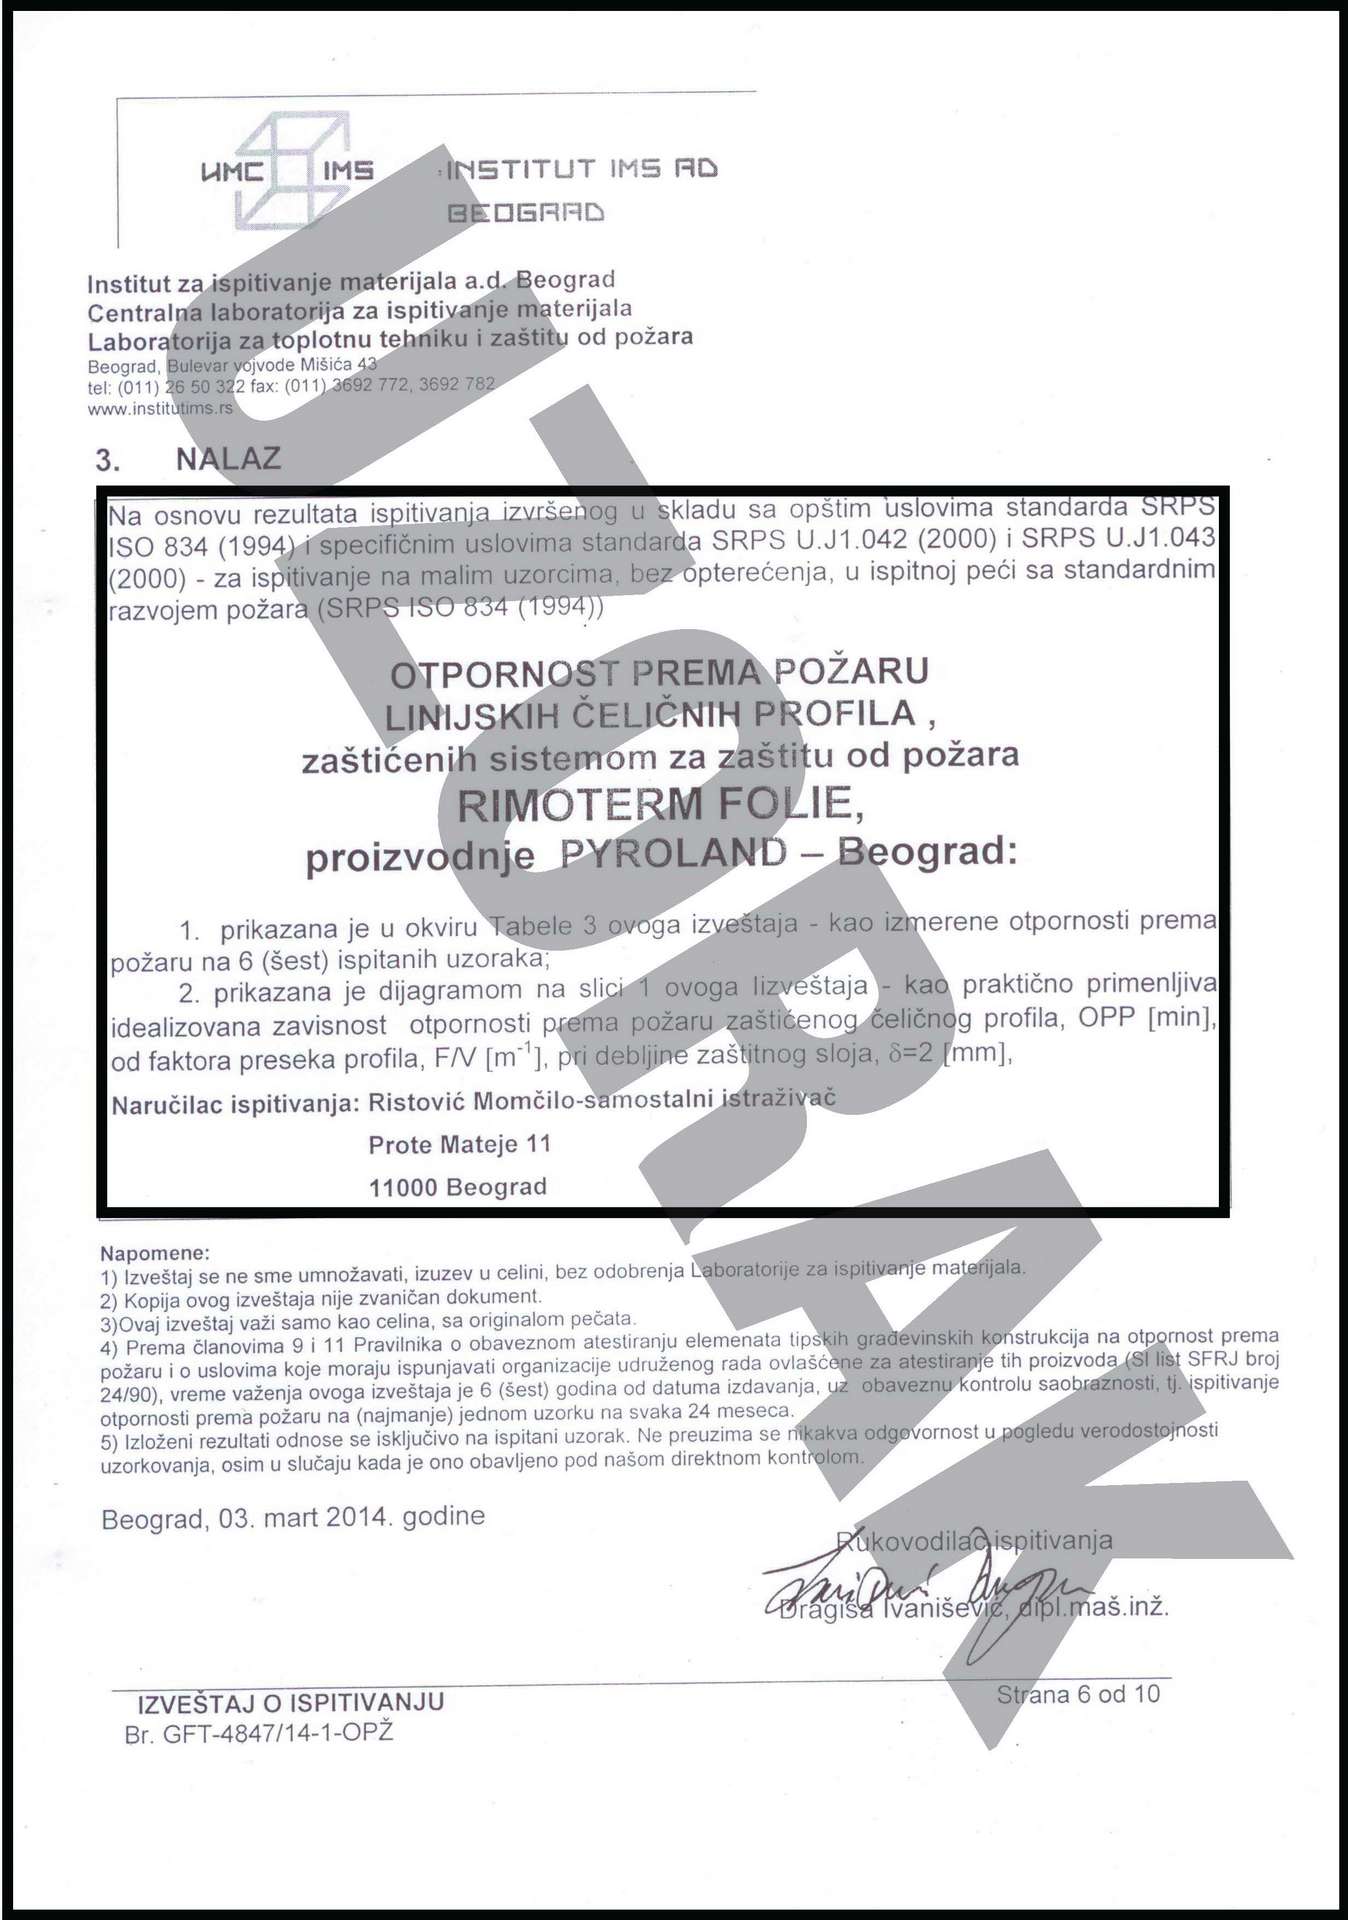 ИМС IMS INSTITUT IMS AD
BEOGRAD
Institut za ispitivanje materijala a.d. Beograd
Centralna laboratorija za ispitivanje materijala
Laboratorija za toplotnu tehniku i zaštitu od požara
Beograd, Bulevar vojvode Mišića 43
tel: (011) 26 50 322 fax: (011) 3692 772, 3692 782
www.institutims.rs
3. NALAZ
Na osnovu rezultata ispitivanja izvršenog u skladu sa opštim uslovima standarda SRPS
ISO 834 (1994) i specifičnim uslovima standarda SRPS U.J1.042 (2000) i SRPS U.J1.043
(2000) - za ispitivanje na malim uzorcima, bez opterećenja, u ispitnoj peći sa standardnim
razvojem požara (SRPS ISO 834 (1994))
OTPORNOST PREMA POŽARU
LINIJSKIH ČELIČNIH PROFILA ,
zaštićenih sistemom za zaštitu od požara
RIMOTERM FOLIE,
proizvodnje PYROLAND – Beograd:
1. prikazana je u okviru Tabele 3 ovoga izveštaja - kao izmerene otpornosti prema
požaru na 6 (šest) ispitanih uzoraka;
2. prikazana je dijagramom na slici 1 ovoga Iizveštaja - kao praktično primenljiva
idealizovana zavisnost otpornosti prema požaru zaštićenog čeličnog profila, OPP [min],
od faktora preseka profila, F/V [m⁻¹], pri debljine zaštitnog sloja, δ=2 [mm],
Naručilac ispitivanja: Ristović Momčilo-samostalni istraživač
Prote Mateje 11
11000 Beograd
Napomene:
1) Izveštaj se ne sme umnožavati, izuzev u celini, bez odobrenja Laboratorije za ispitivanje materijala.
2) Kopija ovog izveštaja nije zvaničan dokument.
3)Ovaj izveštaj važi samo kao celina, sa originalom pečata.
4) Prema članovima 9 i 11 Pravilnika o obaveznom atestiranju elemenata tipskih građevinskih konstrukcija na otpornost prema
požaru i o uslovima koje moraju ispunjavati organizacije udruženog rada ovlašćene za atestiranje tih proizvoda (Sl list SFRJ broj
24/90), vreme važenja ovoga izveštaja je 6 (šest) godina od datuma izdavanja, uz obaveznu kontrolu saobraznosti, tj. ispitivanje
otpornosti prema požaru na (najmanje) jednom uzorku na svaka 24 meseca.
5) Izloženi rezultati odnose se isključivo na ispitani uzorak. Ne preuzima se nikakva odgovornost u pogledu verodostojnosti
uzorkovanja, osim u slučaju kada je ono obavljeno pod našom direktnom kontrolom.
Beograd, 03. mart 2014. godine
Rukovodilac ispitivanja
Dragiša Ivanišević, dipl.maš.inž.
IZVEŠTAJ O ISPITIVANJU
Br. GFT-4847/14-1-OPŽ
Strana 6 od 10
UZORAK